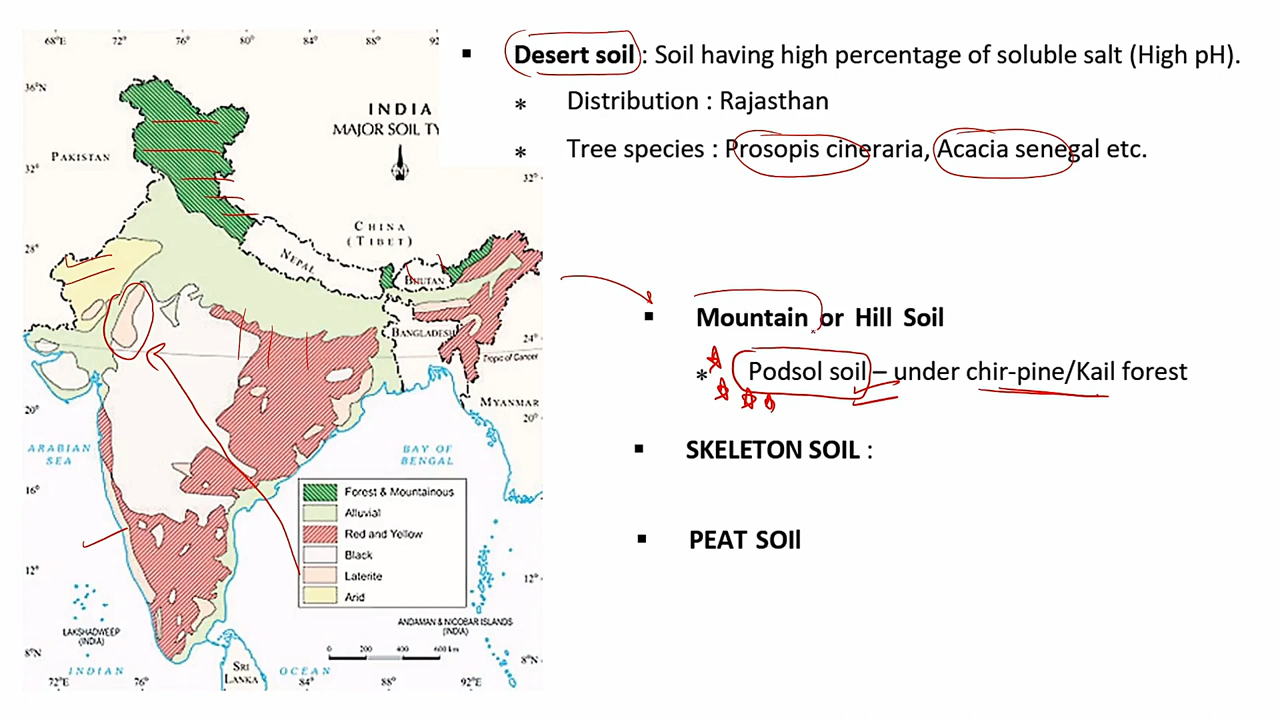 68°E 72° 76° 80° 84° 88° 92
36°N
INDIA
MAJOR SOIL TY
N
PAKISTAN
32° 32°
CHINA
(TIBET)
NEPAL
28° 28°
BHUTAN
BANGLADESH
24°
Tropic of Cancer
MYANMAR
20° 20°
ARABIAN
SEA
BAY OF
BENGAL
16°
Forest & Mountainous
Alluvial
Red and Yellow
Black
Laterite
Arid
12° 12°
LAKSHADWEEP
(INDIA)
ANDAMAN & NICOBAR ISLANDS
(INDIA)
0 200 400 600 km
8°N 8°N
INDIAN OCEAN
SRI
LANKA
72°E 76° 84° 88° 92°E
▪ Desert soil : Soil having high percentage of soluble salt (High pH).
* Distribution : Rajasthan
* Tree species : Prosopis cineraria, Acacia senegal etc.
▪ Mountain or Hill Soil
* Podsol soil – under chir-pine/Kail forest
▪ SKELETON SOIL :
▪ PEAT SOIl